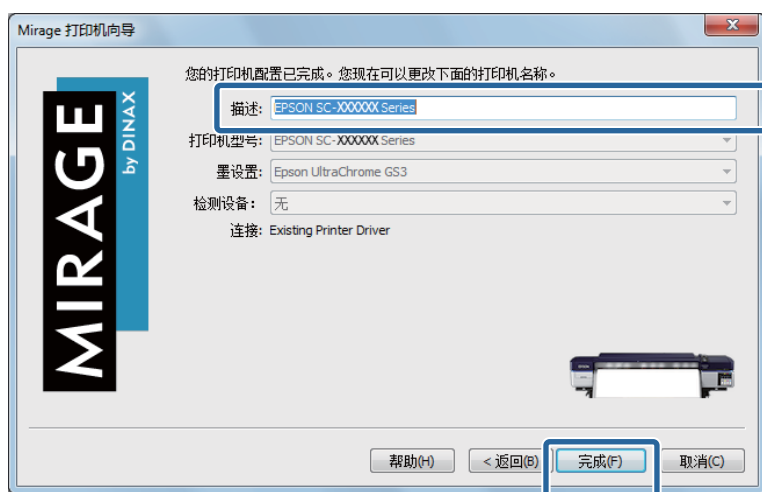 Mirage 打印机向导
您的打印机配置已完成。您现在可以更改下面的打印机名称。
描述: EPSON SC-XXXXXX Series
打印机型号: EPSON SC-XXXXXX Series
墨设置: Epson UltraChrome GS3
检测设备: 无
连接: Existing Printer Driver
MIRAGE
by DINAX
帮助(H) <返回(B) 完成(F) 取消(C)